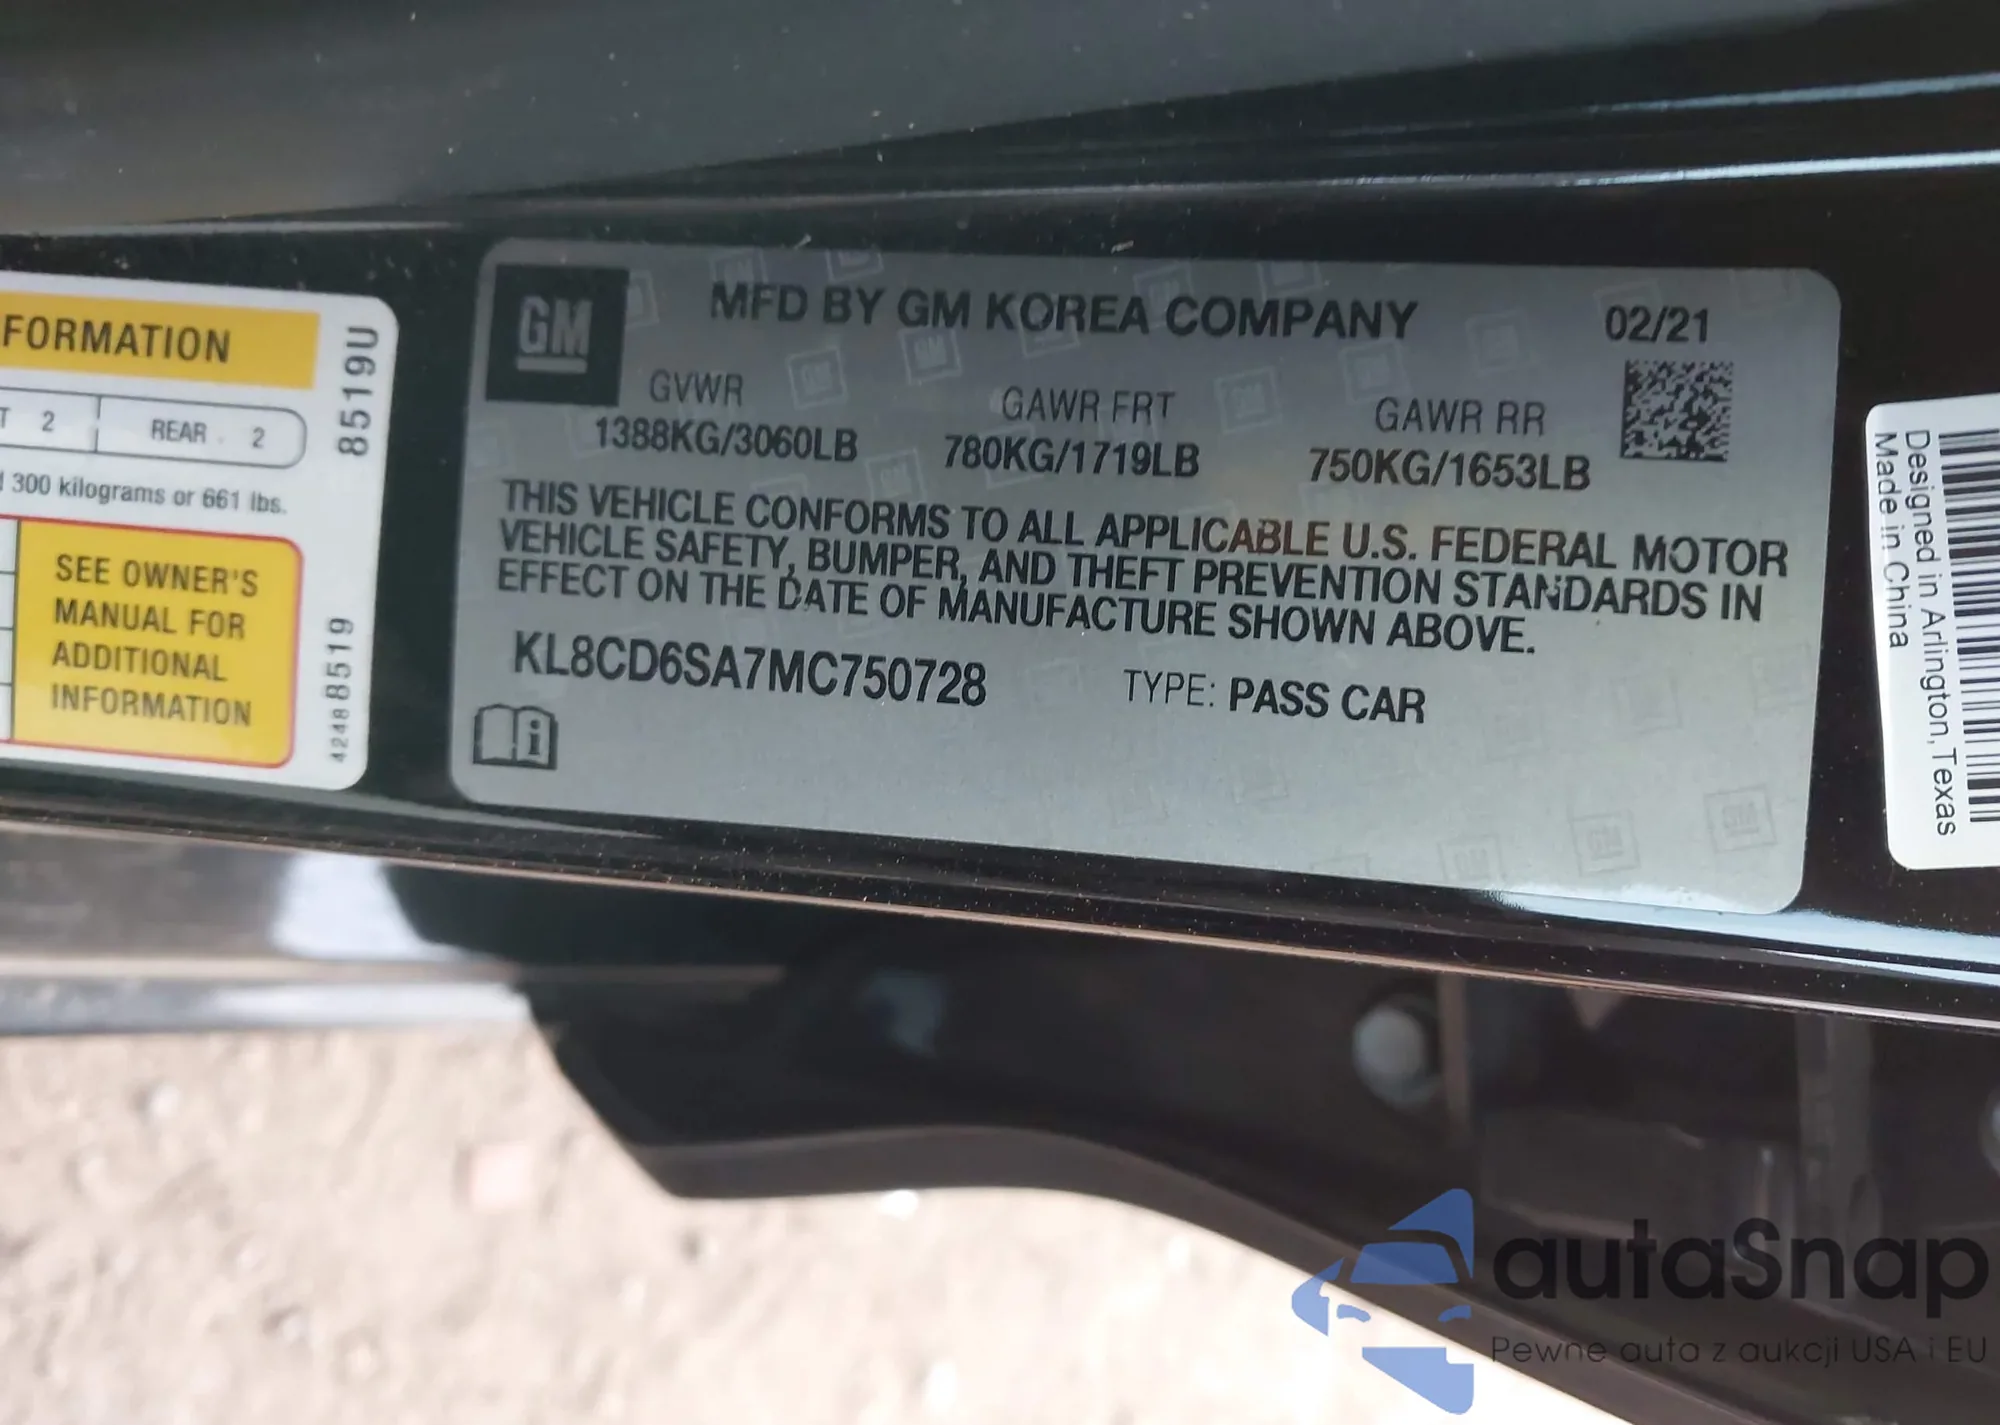 FORMATION
T 2 REAR 2
300 kilograms or 661 lbs.
SEE OWNER'S
MANUAL FOR
ADDITIONAL
INFORMATION
8519U
42488519
GM
MFD BY GM KOREA COMPANY
02/21
GVWR GAWR FRT GAWR RR
1388KG/3060LB 780KG/1719LB 750KG/1653LB
THIS VEHICLE CONFORMS TO ALL APPLICABLE U.S. FEDERAL MOTOR
VEHICLE SAFETY, BUMPER, AND THEFT PREVENTION STANDARDS IN
EFFECT ON THE DATE OF MANUFACTURE SHOWN ABOVE.
KL8CD6SA7MC750728 TYPE: PASS CAR
Designed in Arlington, Texas
Made in China
autaSnap
Pewne auta z aukcji USA i EU